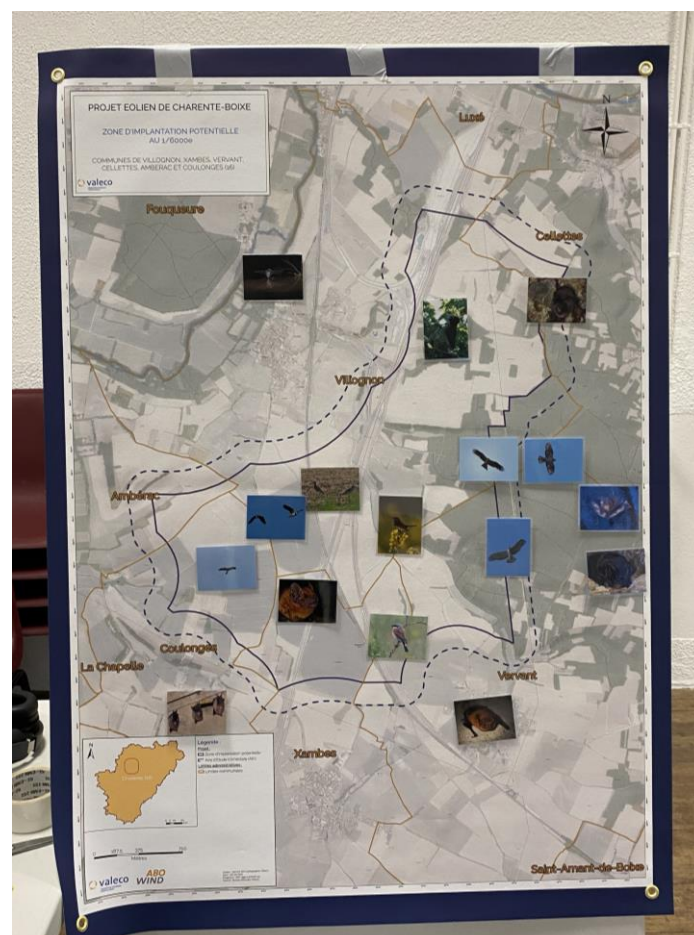 PROJET EOLIEN DE CHARENTE-BOIXE
ZONE D'IMPLANTATION POTENTIELLE
AU 1/6000e
COMMUNES DE VILLOGNON, XAMBES, VERVANT,
CELLETTES, AMBERAC ET COULONGES (16)
valeco
N
Luxé
Fouqueure
Cellettes
Villognon
Ambérac
Coulonges
La Chapelle
Vervant
Xambes
Saint-Amant-de-Boixe
N
Légende
valeco
ABO
WIND